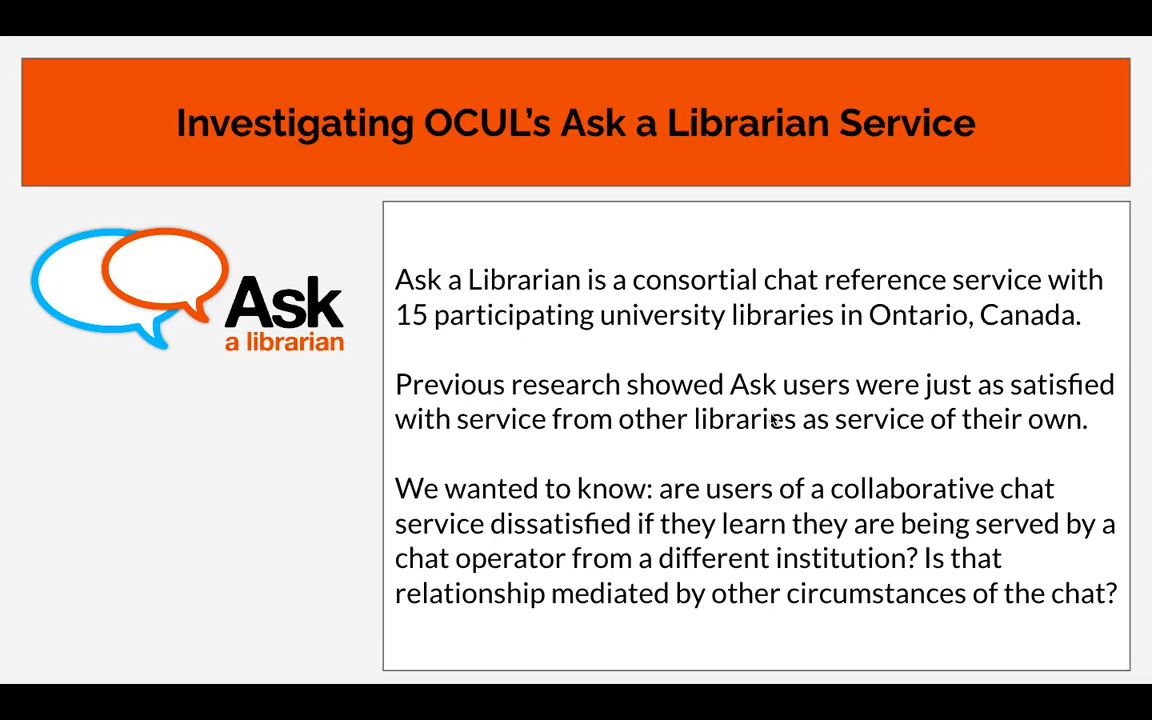 Investigating OCUL’s Ask a Librarian Service
Ask
a librarian
Ask a Librarian is a consortial chat reference service with
15 participating university libraries in Ontario, Canada.
Previous research showed Ask users were just as satisfied
with service from other libraries as service of their own.
We wanted to know: are users of a collaborative chat
service dissatisfied if they learn they are being served by a
chat operator from a different institution? Is that
relationship mediated by other circumstances of the chat?